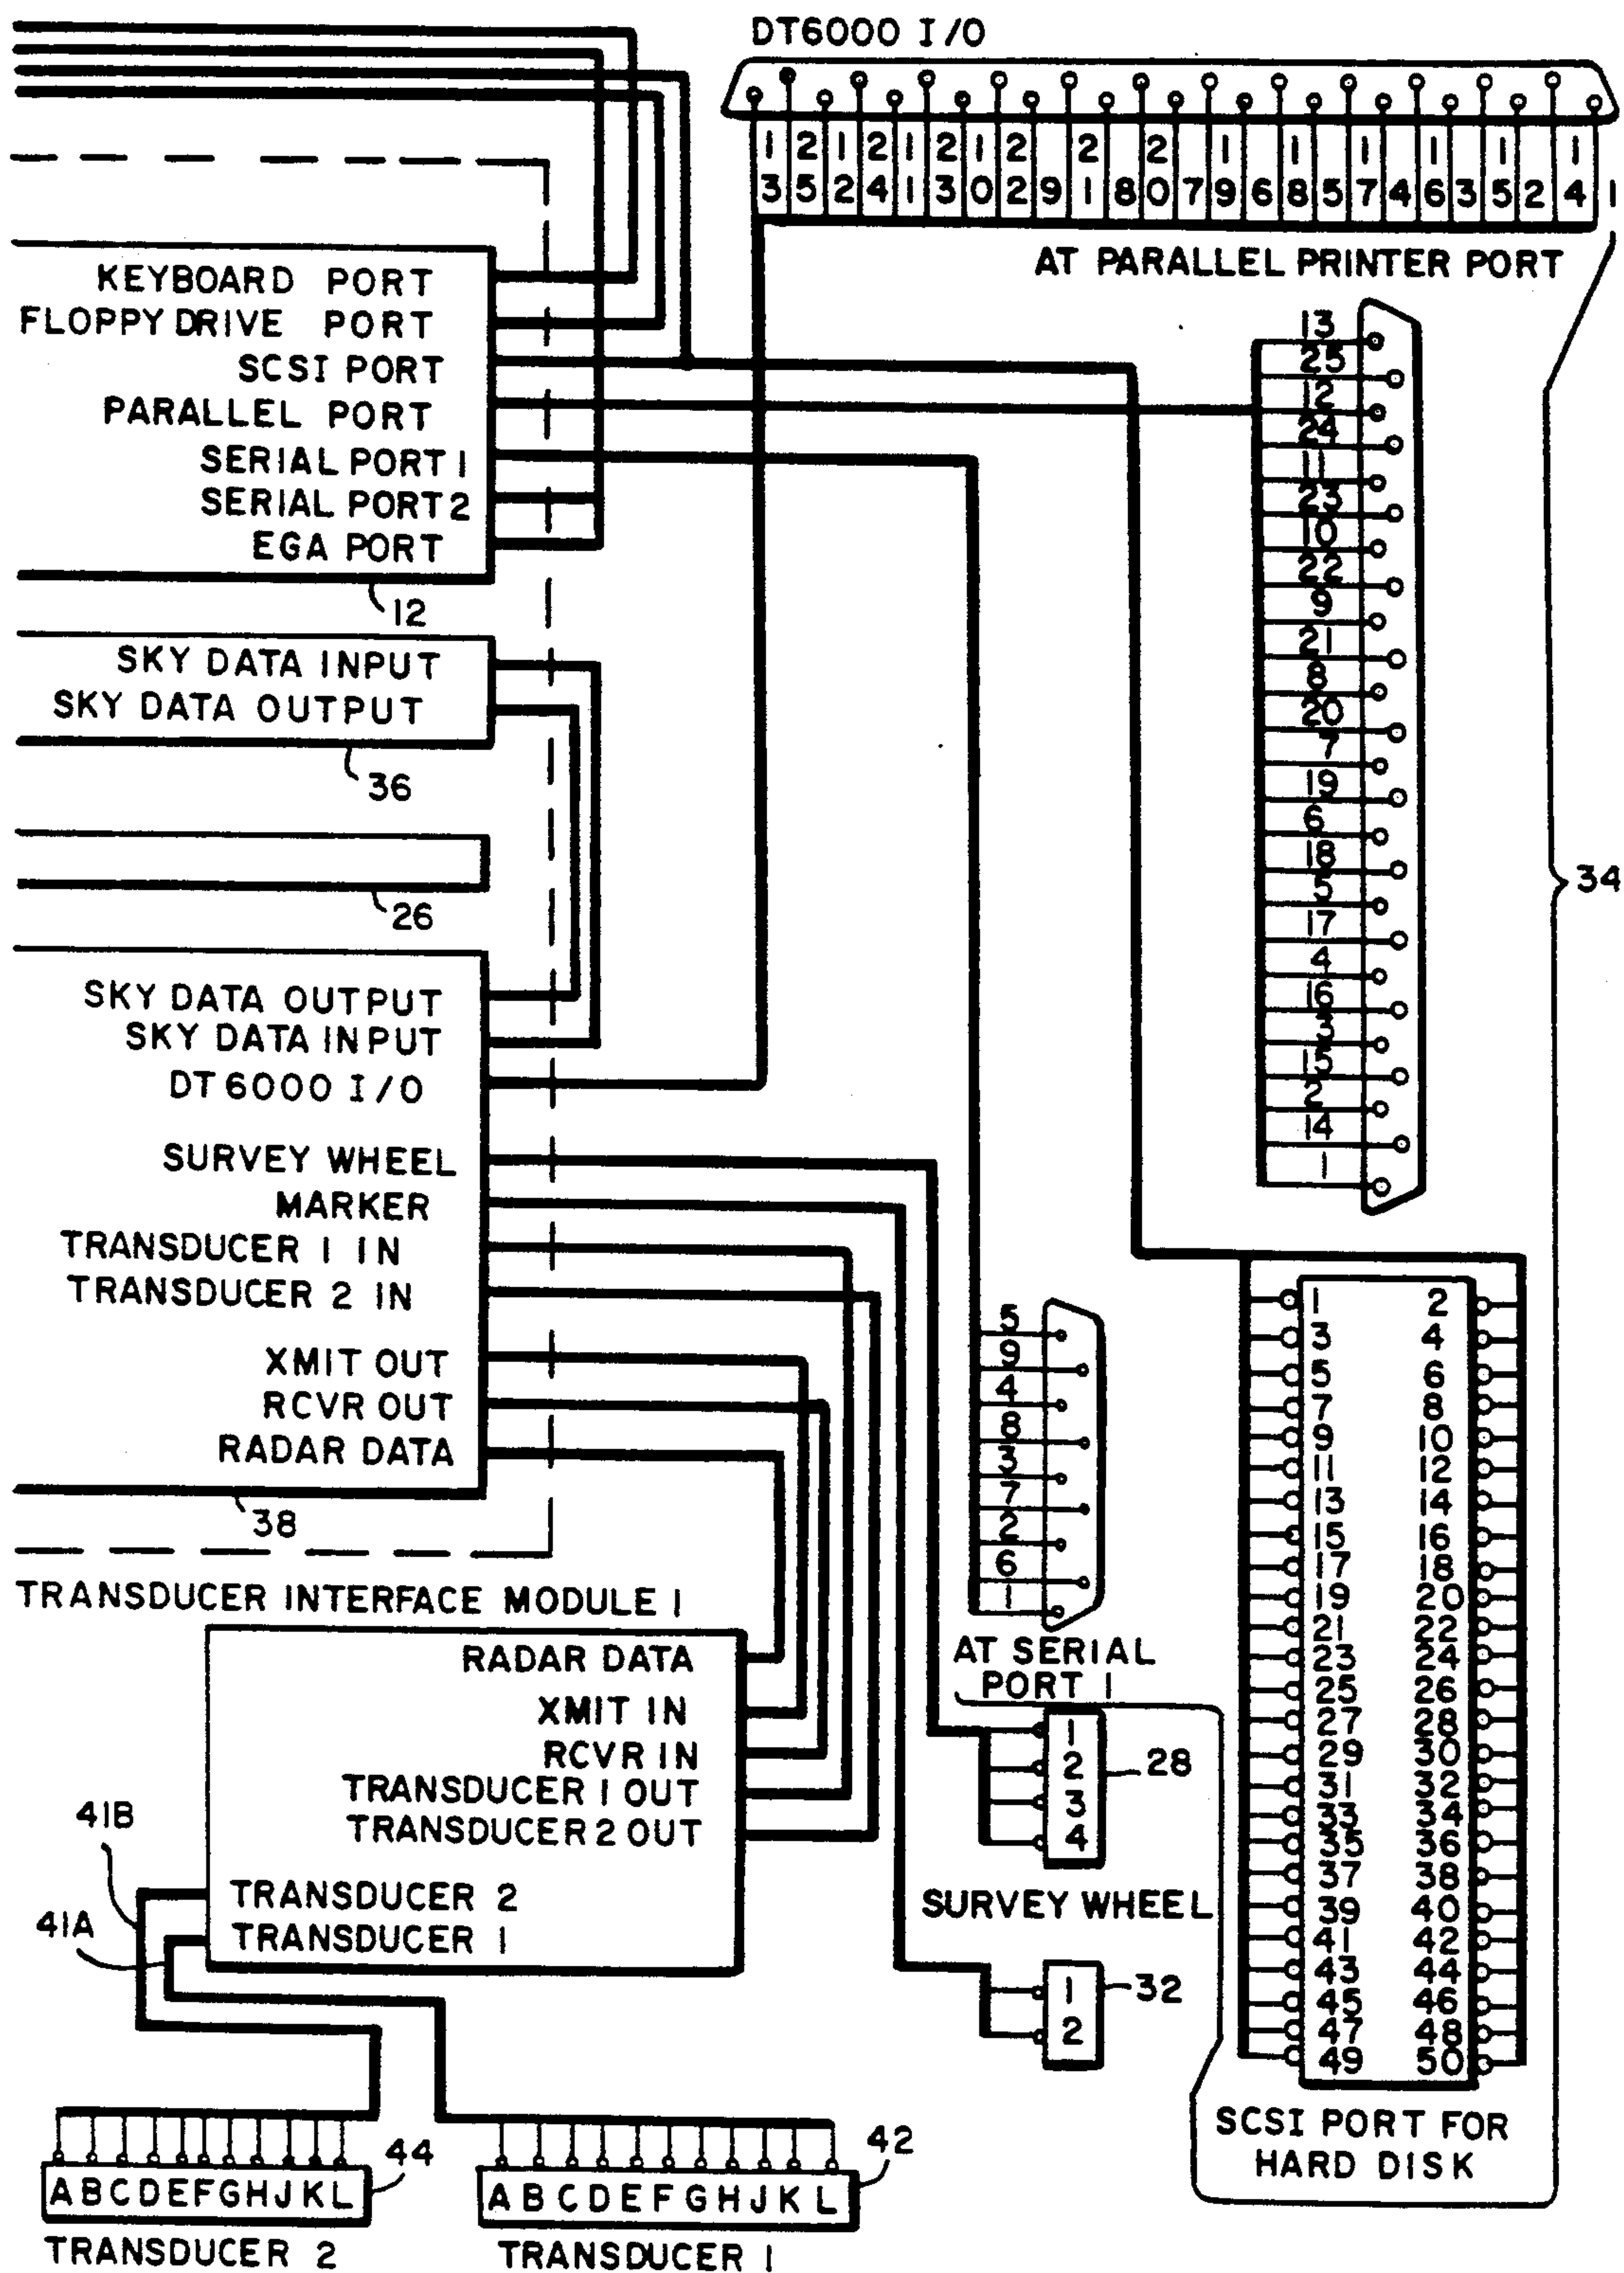 DT6000 I/O
1 2 1 2 1 2 1 2 2 2 1 1 1 1 1 1
3 5 2 4 1 3 0 2 9 1 8 0 7 9 6 8 5 7 4 6 3 5 2 4 1
AT PARALLEL PRINTER PORT
KEYBOARD PORT
FLOPPY DRIVE PORT
SCSI PORT
PARALLEL PORT
SERIAL PORT 1
SERIAL PORT 2
EGA PORT
12
SKY DATA INPUT
SKY DATA OUTPUT
36
26
SKY DATA OUTPUT
SKY DATA INPUT
DT 6000 I/O
SURVEY WHEEL
MARKER
TRANSDUCER 1 IN
TRANSDUCER 2 IN
XMIT OUT
RCVR OUT
RADAR DATA
38
13
25
12
24
11
23
10
22
9
21
8
20
7
19
6
18
5
17
4
16
3
15
2
14
1
34
5
9
4
8
3
7
2
6
1
AT SERIAL
PORT 1
1 2
3 4
5 6
7 8
9 10
11 12
13 14
15 16
17 18
19 20
21 22
23 24
25 26
27 28
29 30
31 32
33 34
35 36
37 38
39 40
41 42
43 44
45 46
47 48
49 50
SCSI PORT FOR
HARD DISK
TRANSDUCER INTERFACE MODULE 1
RADAR DATA
XMIT IN
RCVR IN
TRANSDUCER 1 OUT
TRANSDUCER 2 OUT
TRANSDUCER 2
TRANSDUCER 1
41B
41A
1
2
3
4
28
SURVEY WHEEL
1
2
32
A B C D E F G H J K L
44
TRANSDUCER 2
A B C D E F G H J K L
42
TRANSDUCER 1